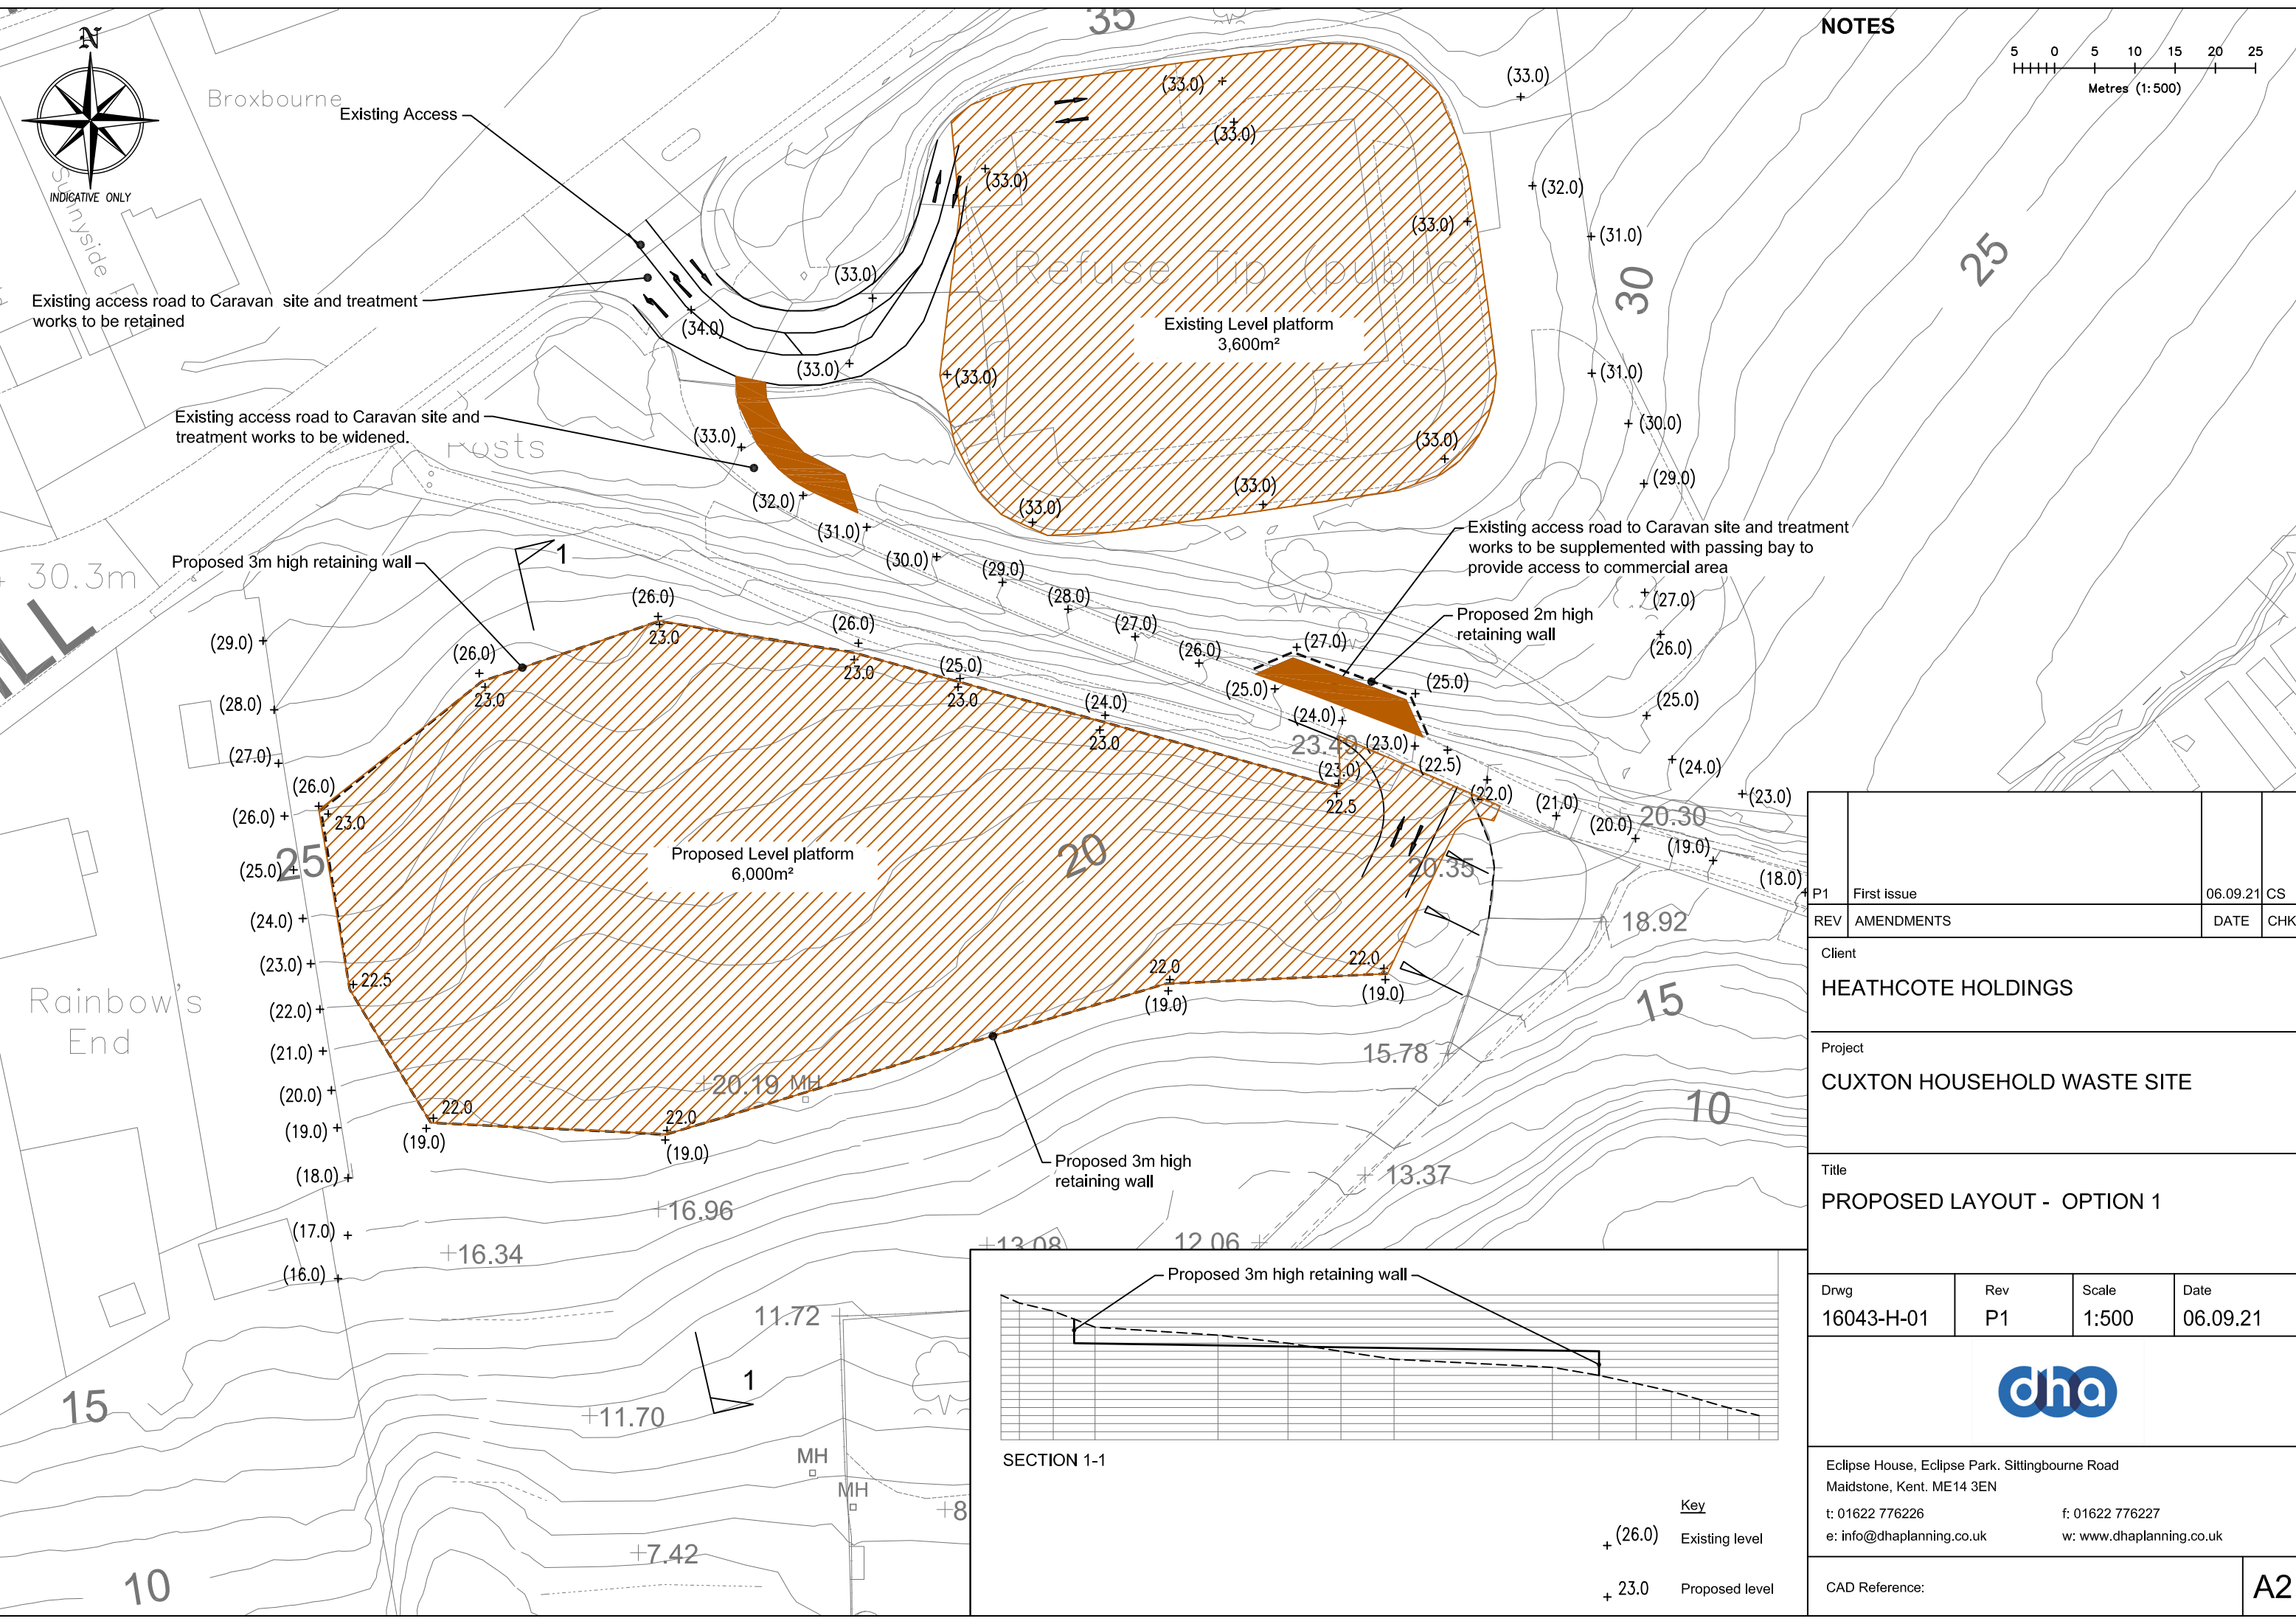 35
NOTES
5 0 5 10 15 20 25
Metres (1:500)
N
INDICATIVE ONLY
Broxbourne
Sunnyside
Existing Access
Existing access road to Caravan site and treatment
works to be retained
Existing access road to Caravan site and
treatment works to be widened.
Posts
(33.0)
(33.0)
(33.0)
(33.0)
(32.0)
(33.0)
(31.0)
(33.0)
(34.0)
(33.0)
(33.0)
(31.0)
(30.0)
(33.0)
(33.0)
(29.0)
(33.0)
(33.0)
Refuse Tip (public)
Existing Level platform
3,600m²
30
25
(33.0)
(32.0)
(31.0)
(30.0)
(29.0)
(28.0)
(27.0)
(26.0)
(25.0)
(24.0)
(23.0)
(22.5)
(22.0)
(21.0)
(20.0)
(19.0)
(18.0)
Existing access road to Caravan site and treatment
works to be supplemented with passing bay to
provide access to commercial area
Proposed 2m high
retaining wall
(27.0)
(25.0)
(27.0)
(26.0)
(25.0)
(24.0)
(23.0)
Proposed 3m high retaining wall
1
30.3m
ILL
(29.0)
(28.0)
(27.0)
(26.0)
(25.0)
(24.0)
(23.0)
(22.0)
(21.0)
(20.0)
(19.0)
(18.0)
(17.0)
(16.0)
25
(26.0)
23.0
(26.0)
23.0
(26.0)
23.0
(26.0)
23.0
(25.0)
23.0
(24.0)
23.0
23.49
(23.0)
22.5
20.30
20.35
18.92
Proposed Level platform
6,000m²
20
22.5
22.0
(19.0)
22.0
(19.0)
22.0
(19.0)
22.0
(19.0)
20.19 MH
Rainbow's
End
15
15.78
10
13.37
Proposed 3m high
retaining wall
16.96
16.34
13.08
12.06
11.72
11.70
1
15
MH
MH
8
7.42
10
Proposed 3m high retaining wall
SECTION 1-1
Key
(26.0) Existing level
23.0 Proposed level
P1 First issue 06.09.21 CS
REV AMENDMENTS DATE CHK
Client
HEATHCOTE HOLDINGS
Project
CUXTON HOUSEHOLD WASTE SITE
Title
PROPOSED LAYOUT - OPTION 1
Drwg Rev Scale Date
16043-H-01 P1 1:500 06.09.21
dha
Eclipse House, Eclipse Park. Sittingbourne Road
Maidstone, Kent. ME14 3EN
t: 01622 776226 f: 01622 776227
e: info@dhaplanning.co.uk w: www.dhaplanning.co.uk
CAD Reference:
A2